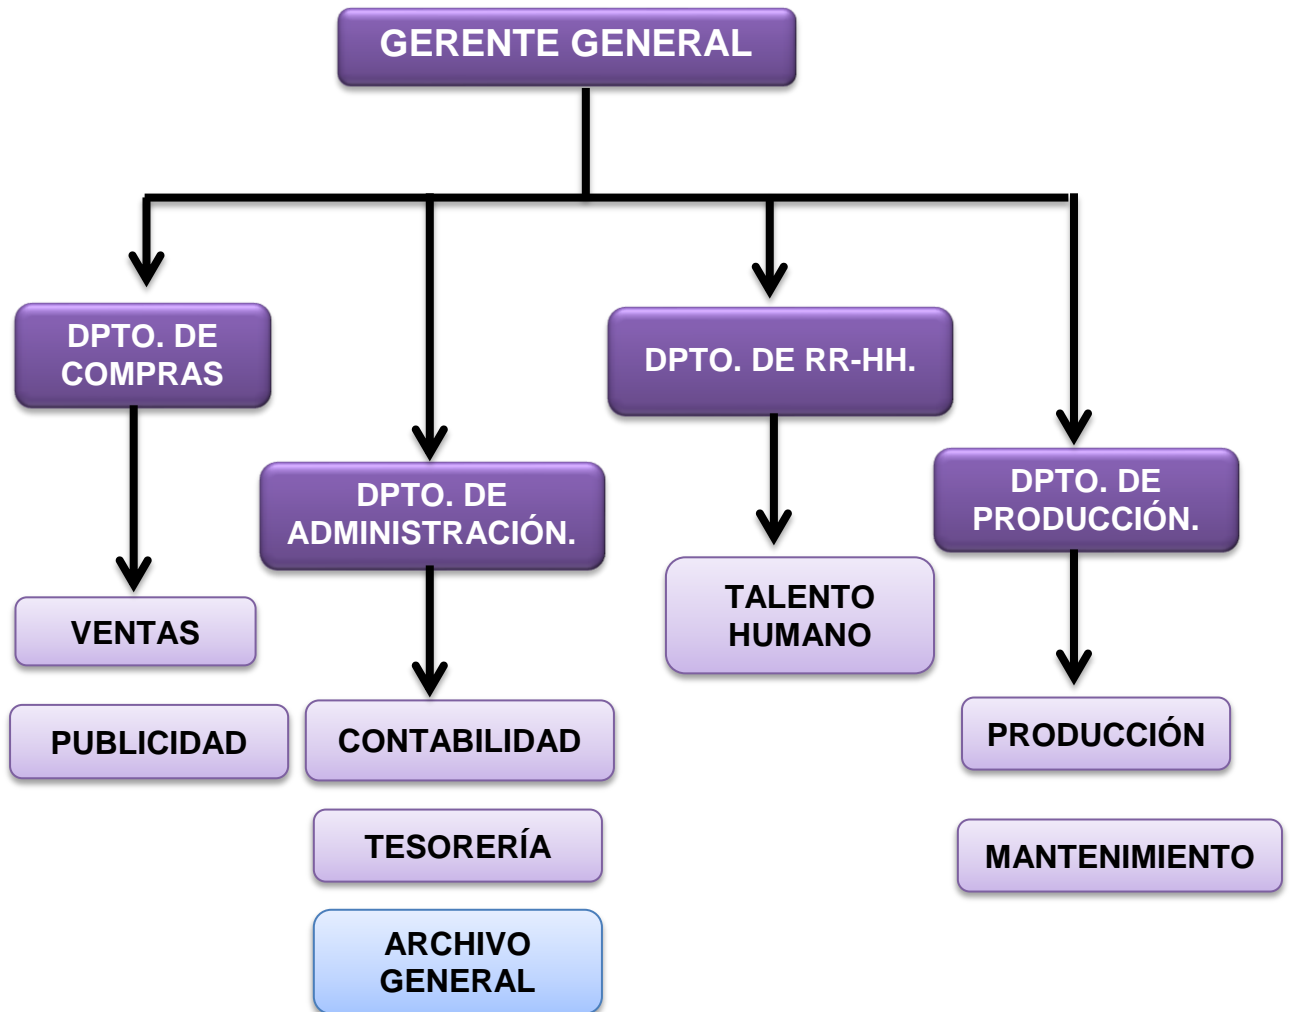 GERENTE GENERAL
DPTO. DE
COMPRAS
DPTO. DE RR-HH.
DPTO. DE
ADMINISTRACIÓN.
DPTO. DE
PRODUCCIÓN.
VENTAS
TALENTO
HUMANO
PUBLICIDAD
CONTABILIDAD
PRODUCCIÓN
TESORERÍA
MANTENIMIENTO
ARCHIVO
GENERAL